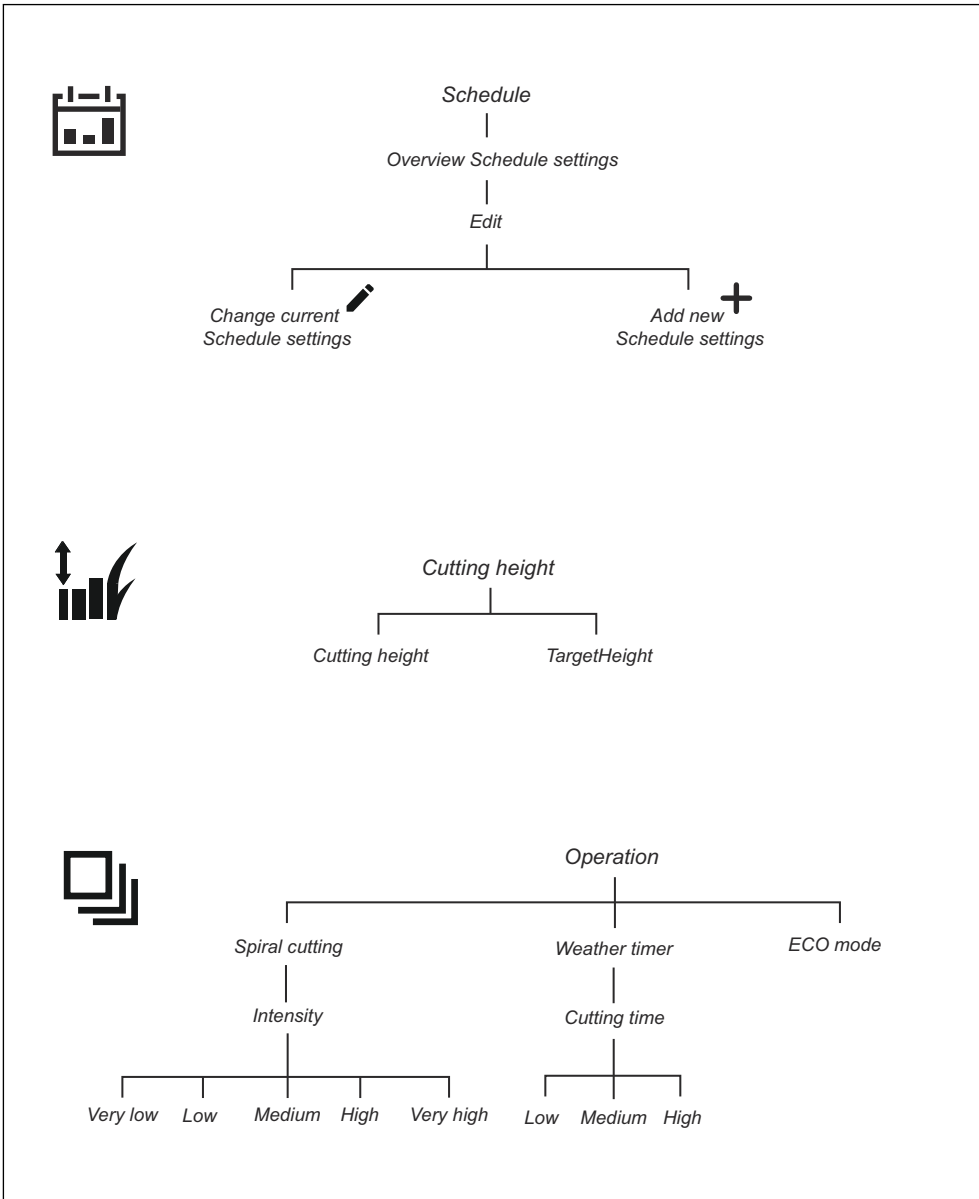 Schedule
Overview Schedule settings
Edit
Change current
Schedule settings
Add new
Schedule settings
Cutting height
Cutting height
TargetHeight
Operation
Spiral cutting
Weather timer
ECO mode
Intensity
Cutting time
Very low
Low
Medium
High
Very high
Low
Medium
High